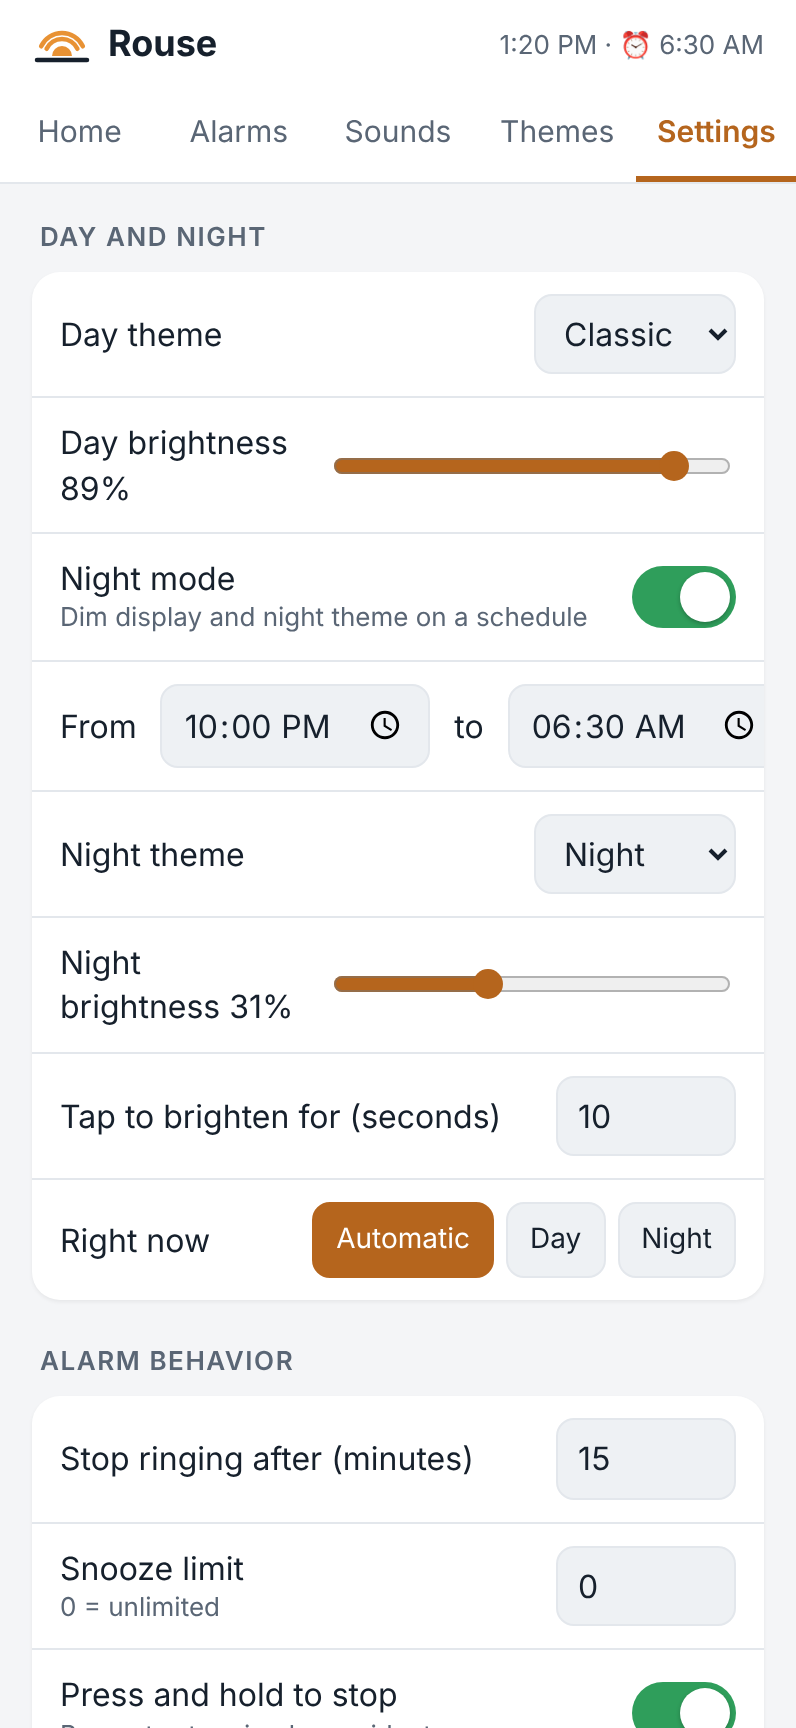 Rouse
1:20 PM · ⏰ 6:30 AM
Home Alarms Sounds Themes Settings
DAY AND NIGHT
Day theme Classic
Day brightness
89%
Night mode
Dim display and night theme on a schedule
From 10:00 PM to 06:30 AM
Night theme Night
Night
brightness 31%
Tap to brighten for (seconds) 10
Right now Automatic Day Night
ALARM BEHAVIOR
Stop ringing after (minutes) 15
Snooze limit 0
0 = unlimited
Press and hold to stop